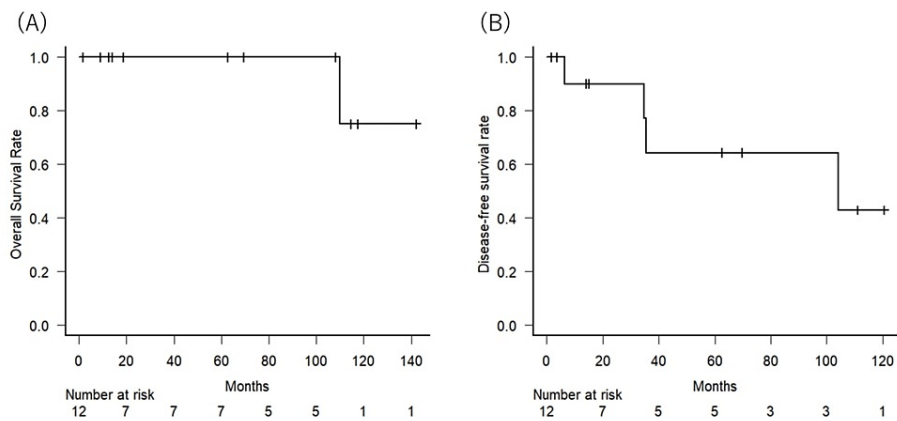 (A)
Overall Survival Rate
1.0
0.8
0.6
0.4
0.2
0.0
0 20 40 60 80 100 120 140
Months
Number at risk
12 7 7 7 5 5 1 1
(B)
Disease-free survival rate
1.0
0.8
0.6
0.4
0.2
0.0
0 20 40 60 80 100 120
Months
Number at risk
12 7 5 5 3 3 1